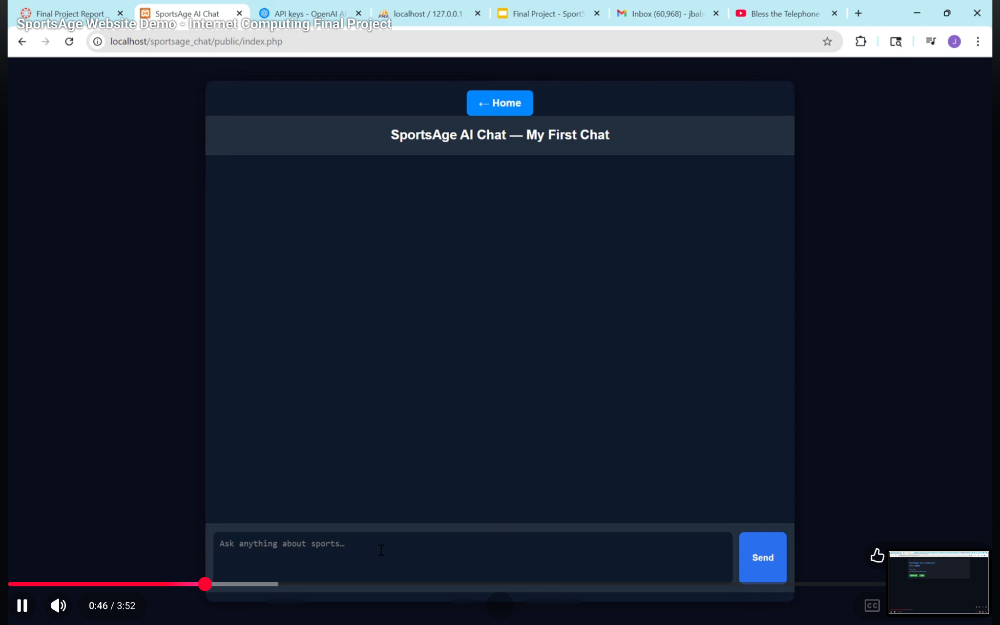 Final Project Report
SportsAge AI Chat
API keys - OpenAI AP
localhost / 127.0.0.1
Final Project - SportS
Inbox (60,968) - jbab
Bless the Telephone
SportsAge Website Demo - Internet Computing Final Project
localhost/sportsage_chat/public/index.php
J
← Home
SportsAge AI Chat — My First Chat
Ask anything about sports…
Send
0:46 / 3:52
CC